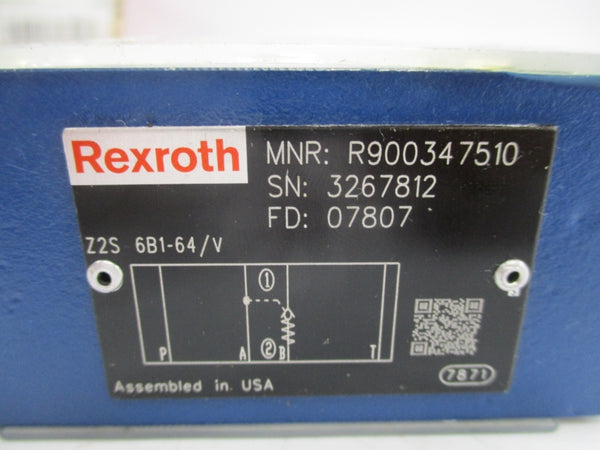 Rexroth
MNR: R900347510
SN: 3267812
FD: 07807
Z2S 6B1-64/V
①
②
P A B T
Assembled in USA
7871